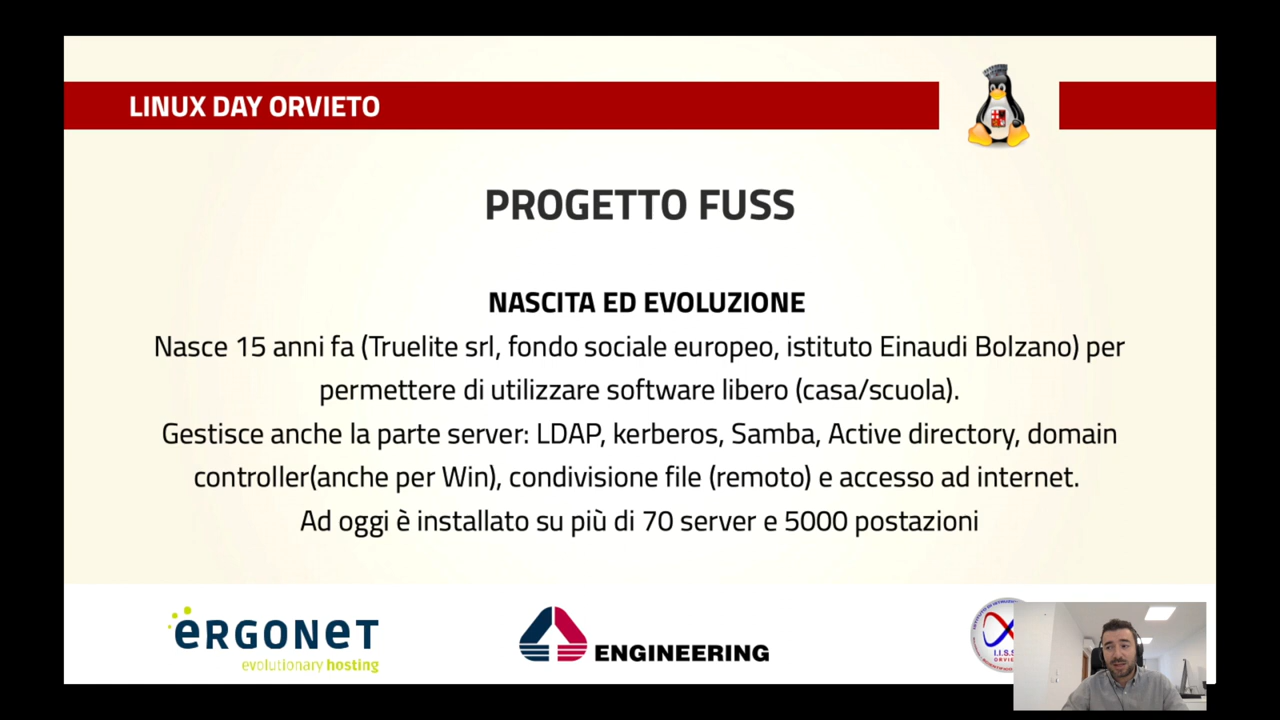 LINUX DAY ORVIETO
PROGETTO FUSS
NASCITA ED EVOLUZIONE
Nasce 15 anni fa (Truelite srl, fondo sociale europeo, istituto Einaudi Bolzano) per
permettere di utilizzare software libero (casa/scuola).
Gestisce anche la parte server: LDAP, kerberos, Samba, Active directory, domain
controller(anche per Win), condivisione file (remoto) e accesso ad internet.
Ad oggi è installato su più di 70 server e 5000 postazioni
eRGONeT
evolutionary hosting
ENGINEERING